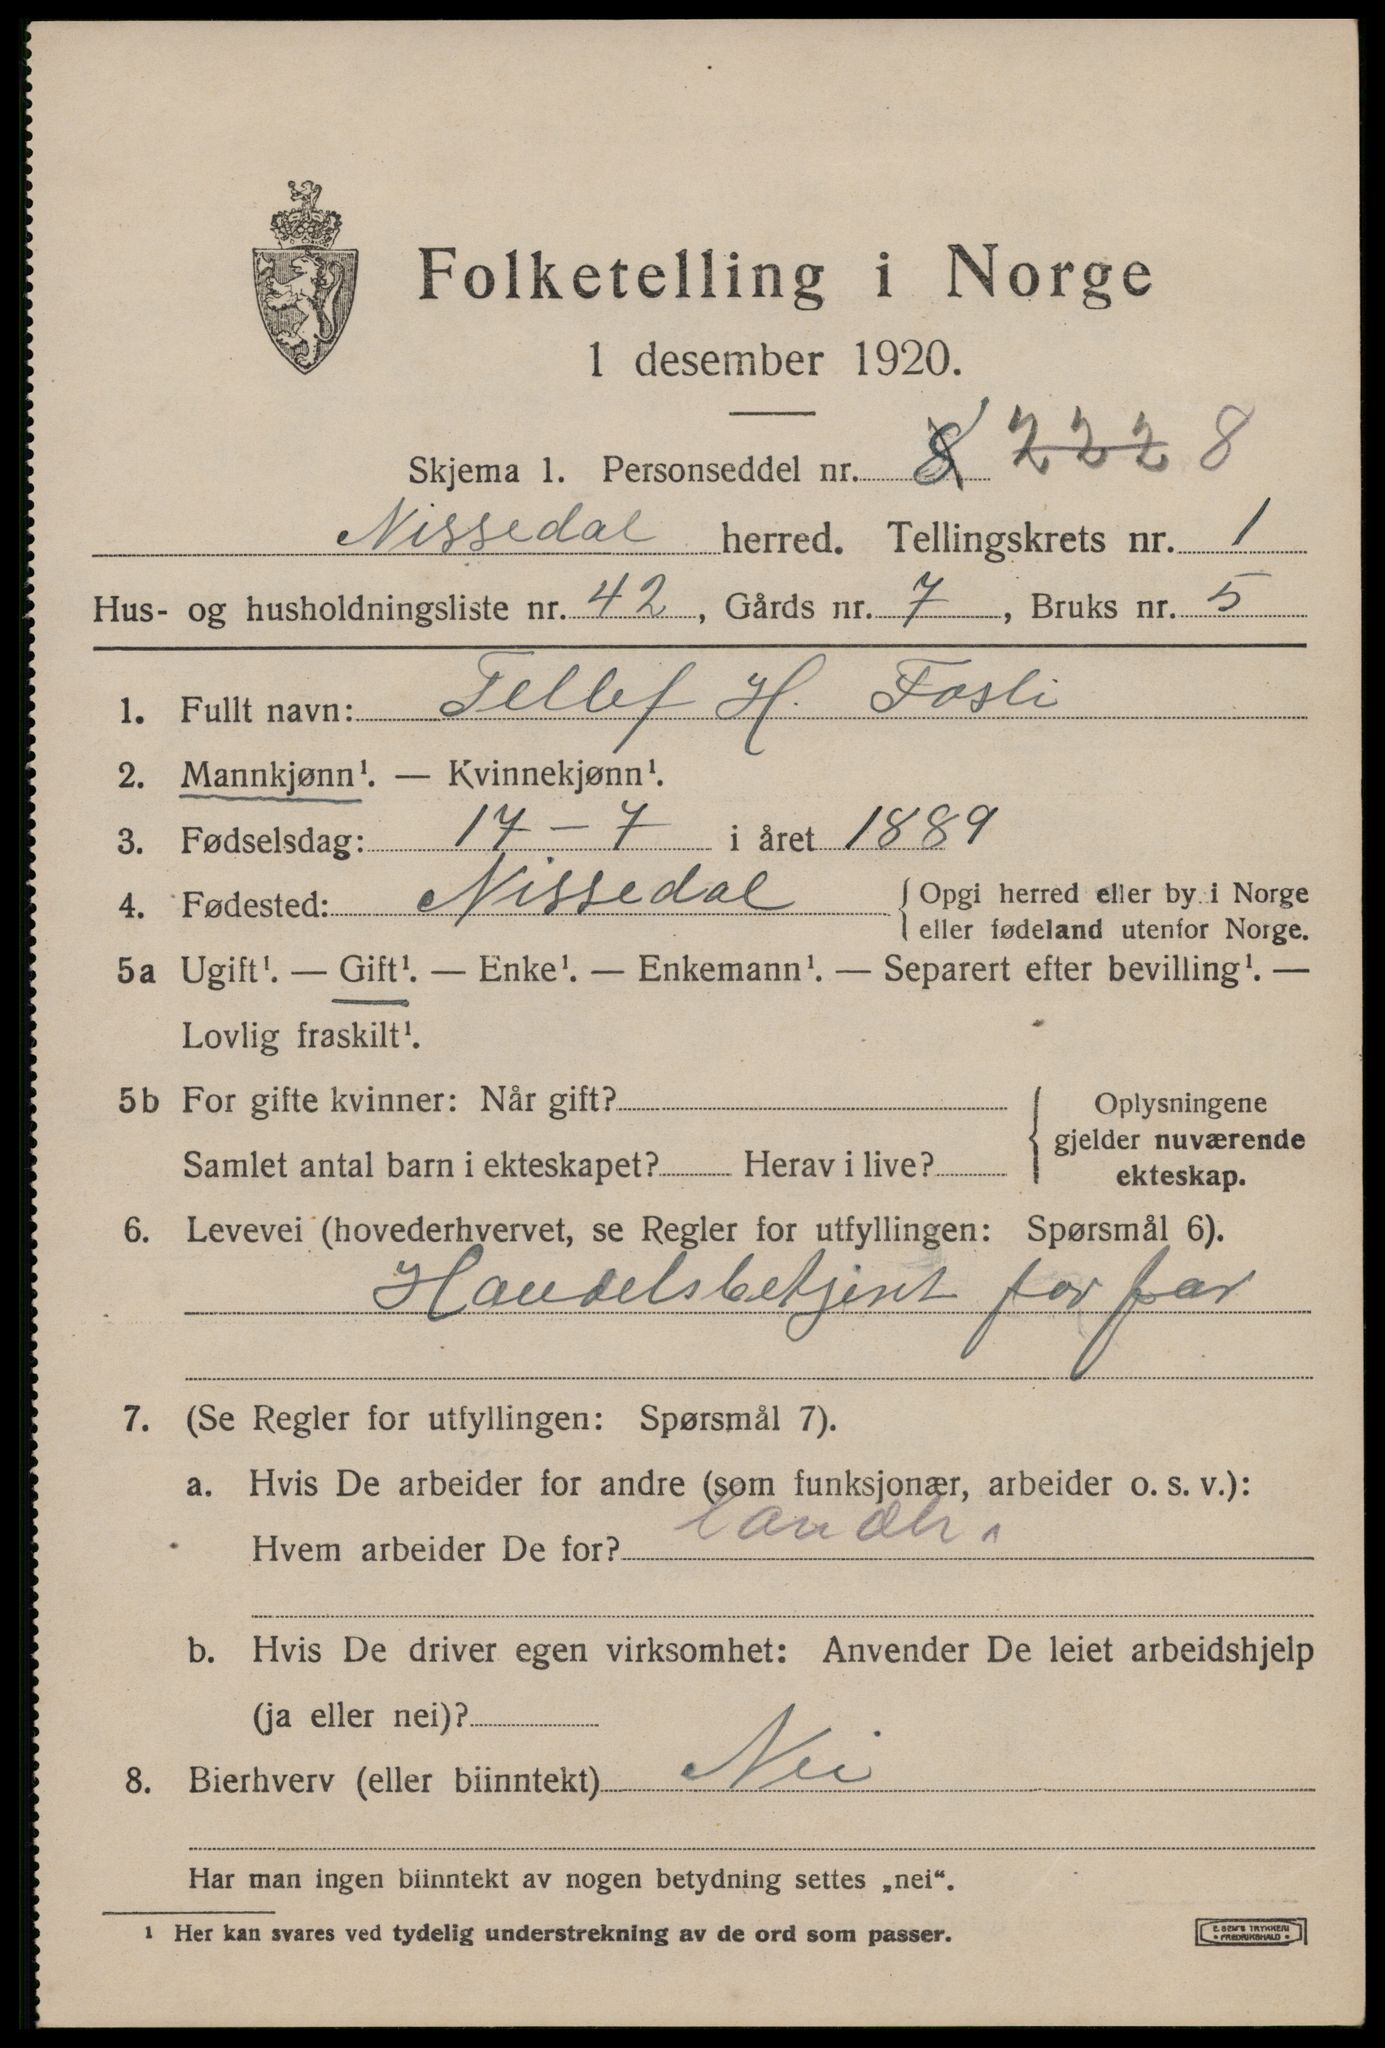 Folketelling i Norge
1 desember 1920.
Skjema 1. Personseddel nr. 8 222 8
Nissedal herred. Tellingskrets nr. 1
Hus- og husholdningsliste nr. 42, Gårds nr. 7, Bruks nr. 5
1. Fullt navn: Tellef H. Fosli
2. Mannkjønn¹. — Kvinnekjønn¹.
3. Fødselsdag: 17 – 7 i året 1889
4. Fødested: Nissedal { Opgi herred eller by i Norge
eller fødeland utenfor Norge.
5a Ugift¹. — Gift¹. — Enke¹. — Enkemann¹. — Separert efter bevilling¹. —
Lovlig fraskilt¹.
5b For gifte kvinner: Når gift?
Samlet antal barn i ekteskapet? Herav i live?
Oplysningene
gjelder nuværende
ekteskap.
6. Levevei (hovederhvervet, se Regler for utfyllingen: Spørsmål 6).
Handelsbetjent for far
7. (Se Regler for utfyllingen: Spørsmål 7).
a. Hvis De arbeider for andre (som funksjonær, arbeider o. s. v.):
Hvem arbeider De for? landh.
b. Hvis De driver egen virksomhet: Anvender De leiet arbeidshjelp
(ja eller nei)?
8. Bierhverv (eller biinntekt) Nei
Har man ingen biinntekt av nogen betydning settes „nei“.
¹ Her kan svares ved tydelig understrekning av de ord som passer.
E. SEM'S TRYKKERI
• FREDRIKSHALD •